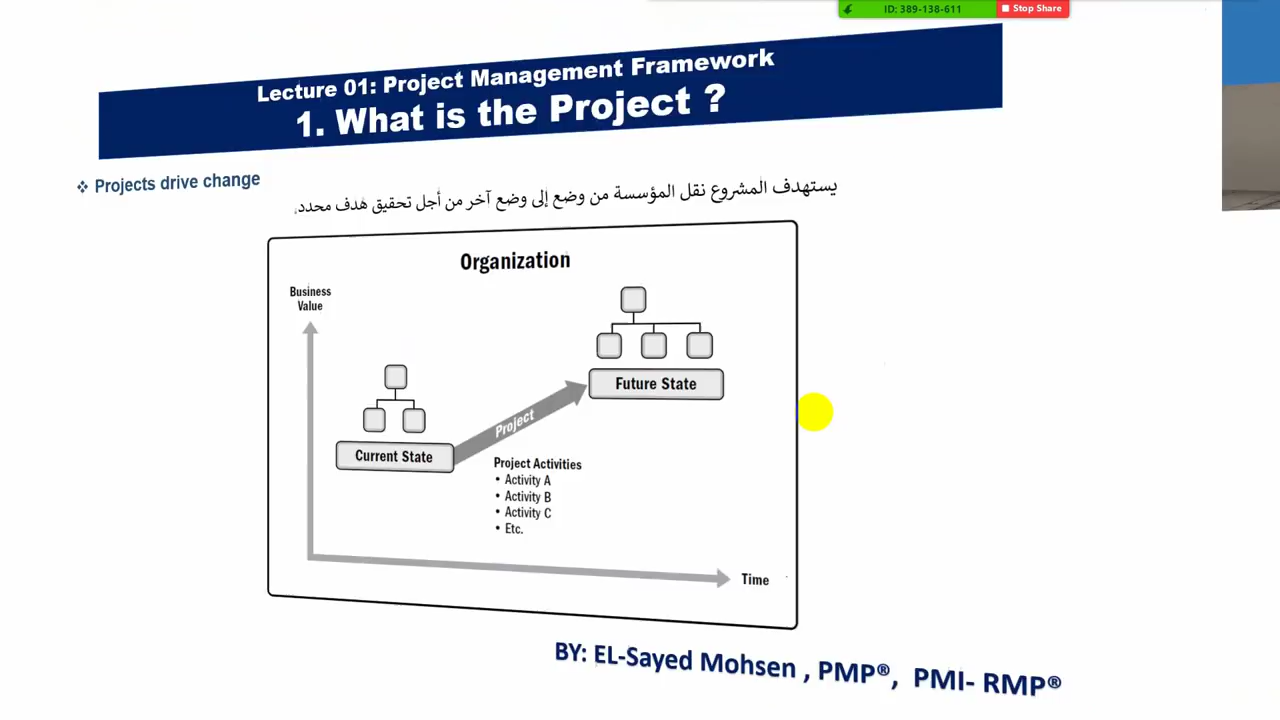 ID: 389-138-611
Stop Share
Lecture 01: Project Management Framework
1. What is the Project ?
❖ Projects drive change
يستهدف المشروع نقل المؤسسة من وضع إلى وضع آخر من أجل تحقيق هدف محدد.
Organization
Business
Value
Future State
Project
Current State
Project Activities
• Activity A
• Activity B
• Activity C
• Etc.
Time
BY: EL-Sayed Mohsen , PMP®, PMI- RMP®